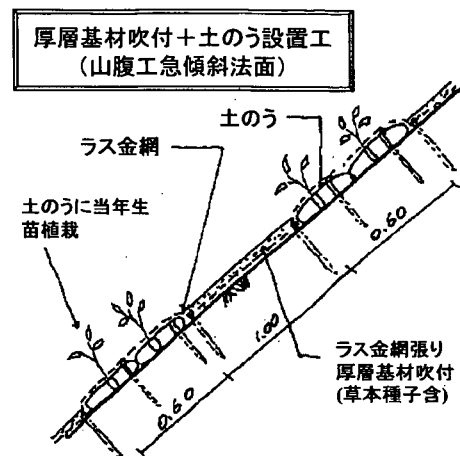 厚層基材吹付+土のう設置工
(山腹工急傾斜法面)
土のう
ラス金網
土のうに当年生
苗植栽
0.60
1.00
0.60
ラス金網張り
厚層基材吹付
(草本種子含)